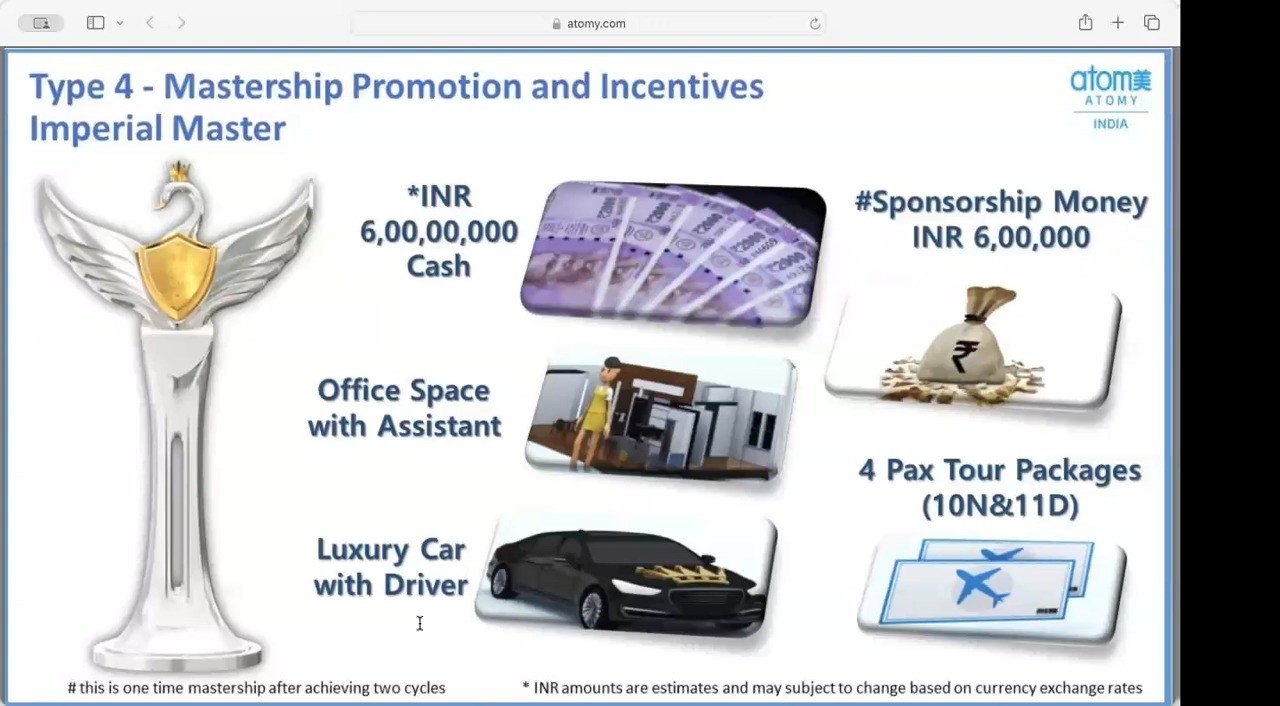 atomy.com
Type 4 - Mastership Promotion and Incentives
Imperial Master
atom美
ATOMY
INDIA
*INR
6,00,00,000
Cash
#Sponsorship Money
INR 6,00,000
₹
Office Space
with Assistant
4 Pax Tour Packages
(10N&11D)
Luxury Car
with Driver
# this is one time mastership after achieving two cycles
* INR amounts are estimates and may subject to change based on currency exchange rates